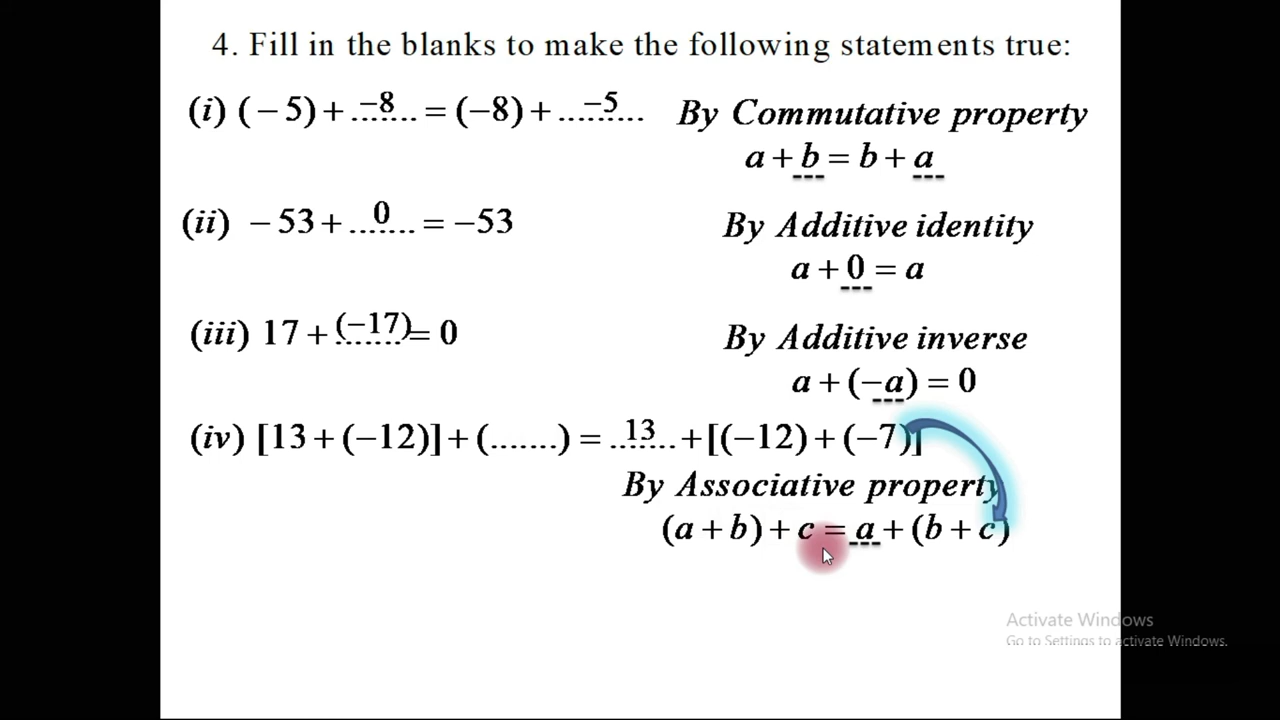 4. Fill in the blanks to make the following statements true:
(i) (−5)+ ...−8... = (−8)+ ...−5... By Commutative property
a + b = b + a
(ii) −53+ ...0... = −53 By Additive identity
a + 0 = a
(iii) 17+ ...(−17)... = 0 By Additive inverse
a + (−a) = 0
(iv) [13+(−12)]+(.......) = ...13... +[(−12)+(−7)]
By Associative property
(a + b) + c = a + (b + c)
Activate Windows
Go to Settings to activate Windows.